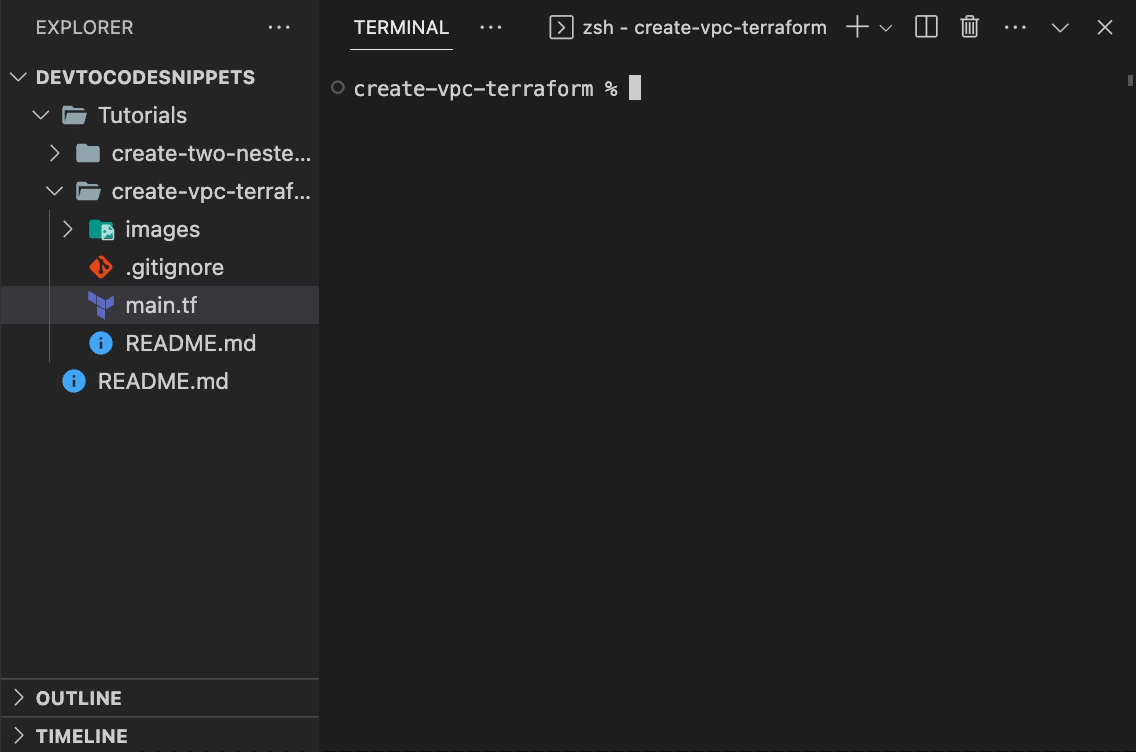 EXPLORER
DEVTOCODESNIPPETS
Tutorials
create-two-neste...
create-vpc-terraf...
images
.gitignore
main.tf
README.md
README.md
OUTLINE
TIMELINE
TERMINAL
zsh - create-vpc-terraform
create-vpc-terraform %